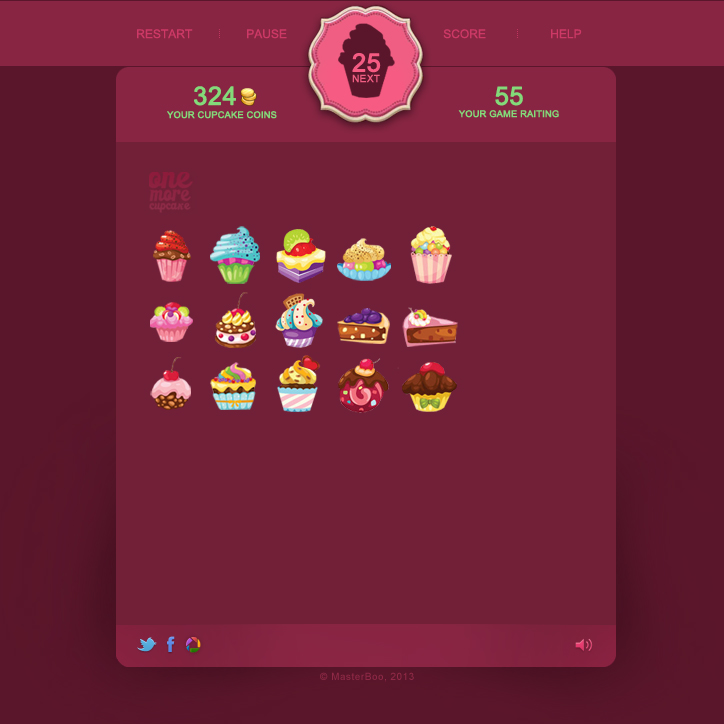 RESTART
PAUSE
25
NEXT
SCORE
HELP
324
YOUR CUPCAKE COINS
55
YOUR GAME RAITING
one
more
cupcake
© MasterBoo, 2013